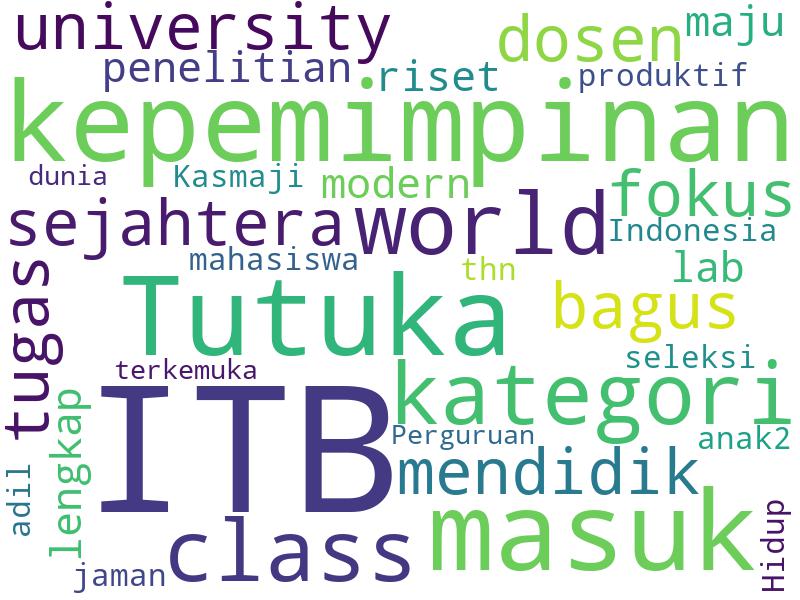 university
dosen
maju
penelitian
riset
produktif
kepemimpinan
dunia
Kasmaji
modern
fokus
sejahtera
world
Indonesia
mahasiswa
thn
lab
tugas
Tutuka
bagus
terkemuka
seleksi
ITB
kategori
lengkap
Perguruan
anak2
adil
mendidik
masuk
Hidup
class
jaman